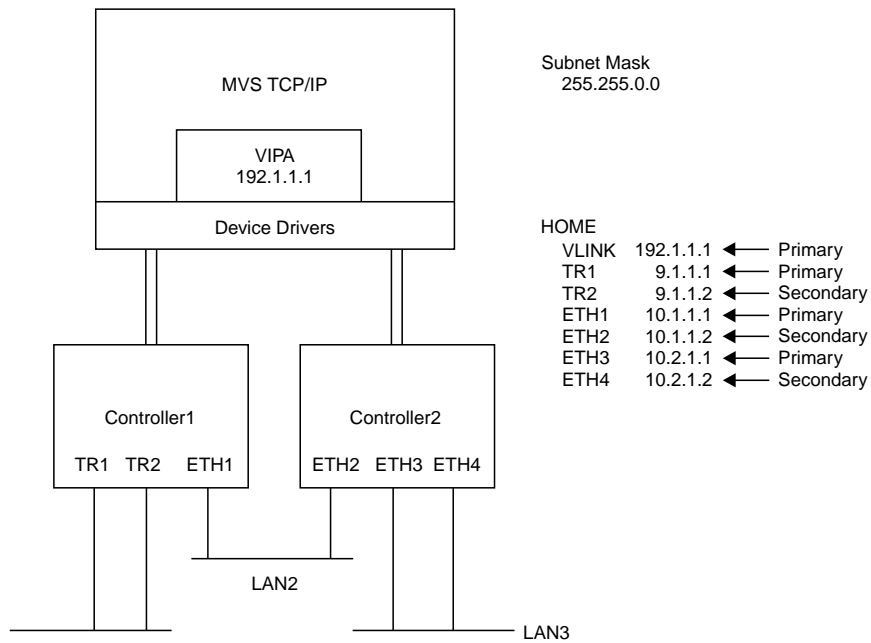 MVS TCP/IP
VIPA
192.1.1.1
Device Drivers
Subnet Mask
255.255.0.0
HOME
VLINK 192.1.1.1 Primary
TR1 9.1.1.1 Primary
TR2 9.1.1.2 Secondary
ETH1 10.1.1.1 Primary
ETH2 10.1.1.2 Secondary
ETH3 10.2.1.1 Primary
ETH4 10.2.1.2 Secondary
Controller1
TR1 TR2 ETH1
Controller2
ETH2 ETH3 ETH4
LAN2
LAN3